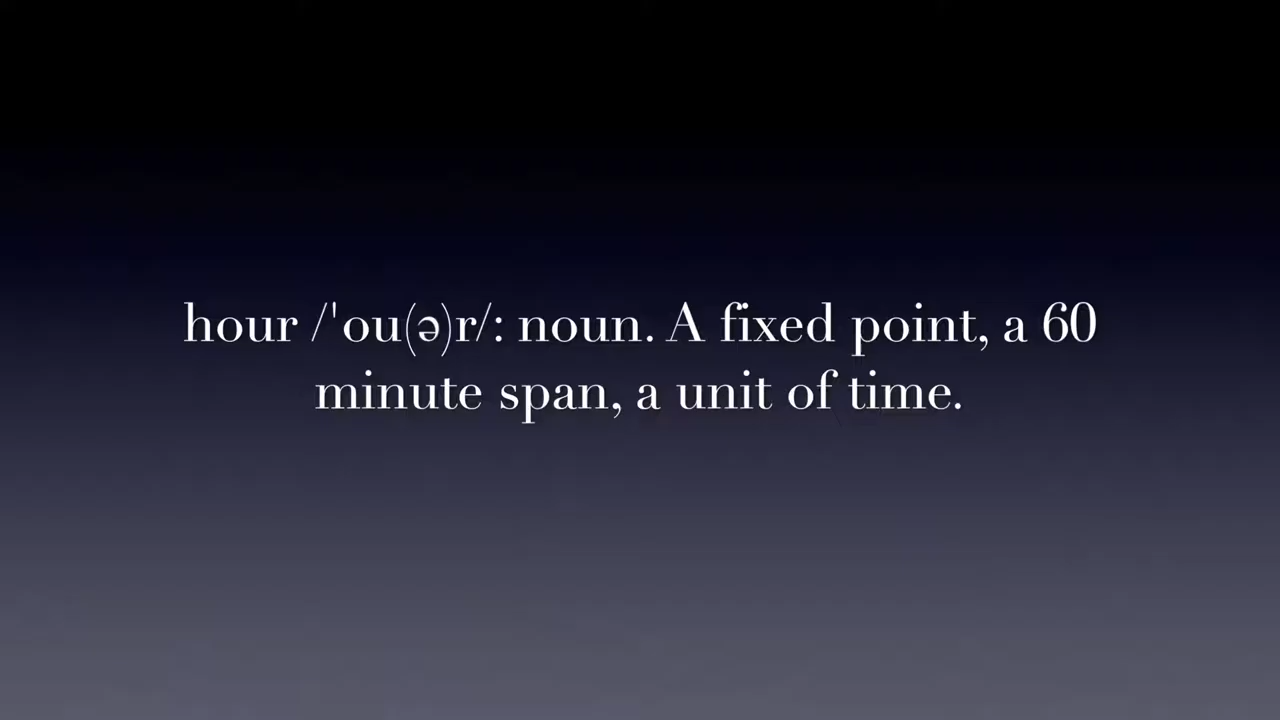 hour /ˈou(ə)r/: noun. A fixed point, a 60
minute span, a unit of time.